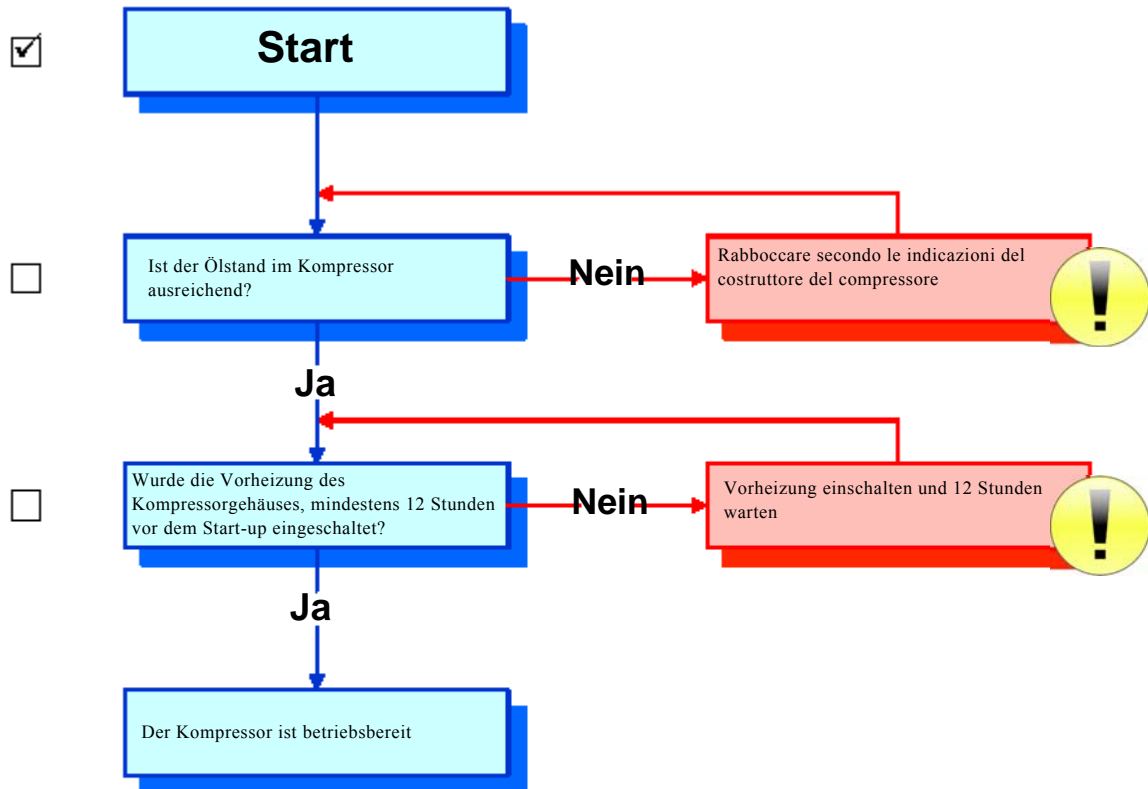 Start
Ist der Ölstand im Kompressor
ausreichend?
Nein
Rabboccare secondo le indicazioni del
costruttore del compressore
!
Ja
Wurde die Vorheizung des
Kompressorgehäuses, mindestens 12 Stunden
vor dem Start-up eingeschaltet?
Nein
Vorheizung einschalten und 12 Stunden
warten
!
Ja
Der Kompressor ist betriebsbereit